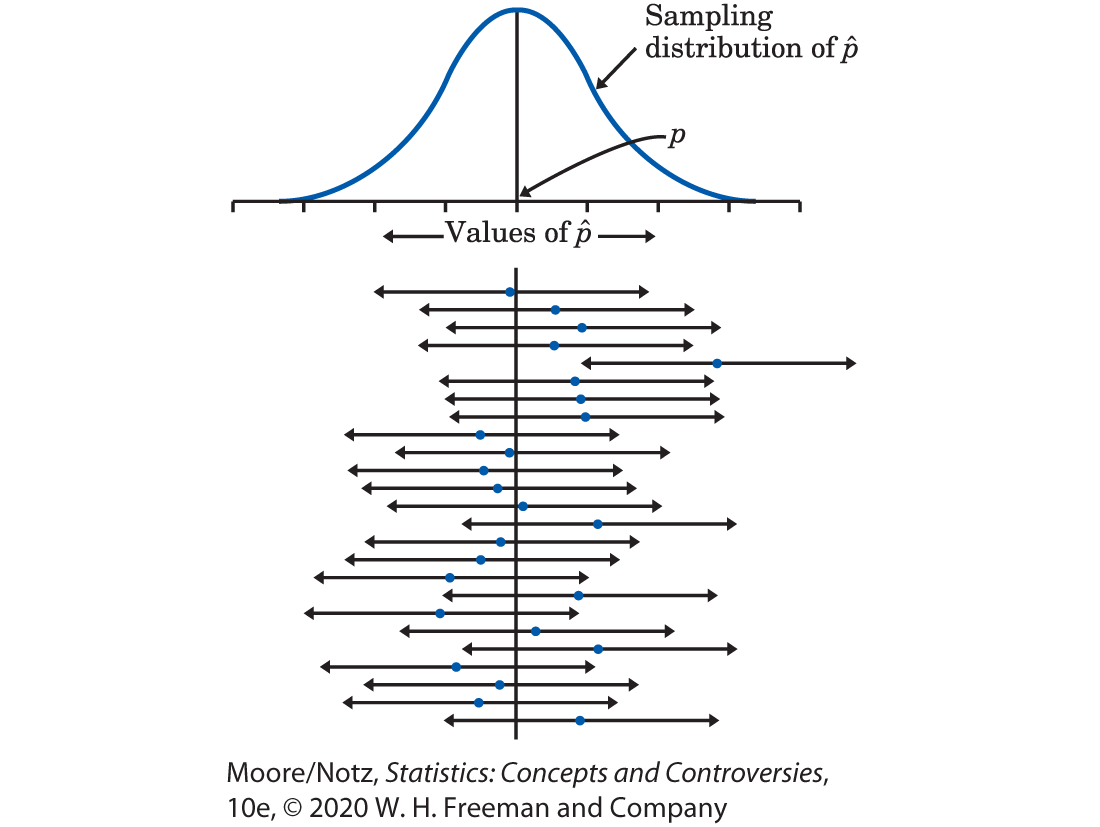 Sampling
distribution of p̂
p
Values of p̂
Moore/Notz, Statistics: Concepts and Controversies,
10e, © 2020 W. H. Freeman and Company